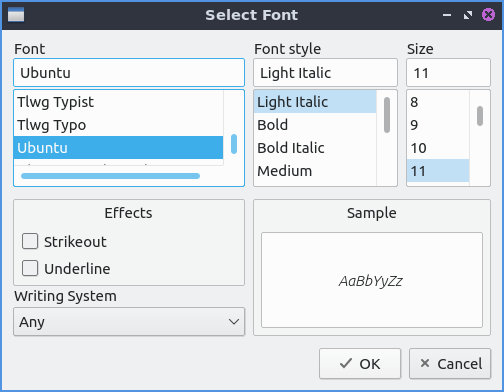 Select Font
Font
Font style
Size
Ubuntu
Light Italic
11
Tlwg Typist
Tlwg Typo
Ubuntu
Light Italic
Bold
Bold Italic
Medium
8
9
10
11
Effects
Strikeout
Underline
Sample
AaBbYyZz
Writing System
Any
OK
Cancel